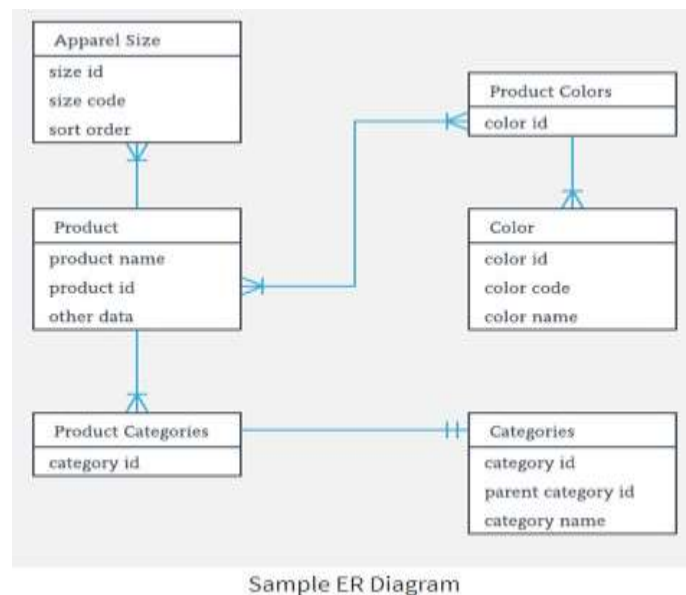 Apparel Size
size id
size code
sort order
Product Colors
color id
Product
product name
product id
other data
Color
color id
color code
color name
Product Categories
category id
Categories
category id
parent category id
category name
Sample ER Diagram